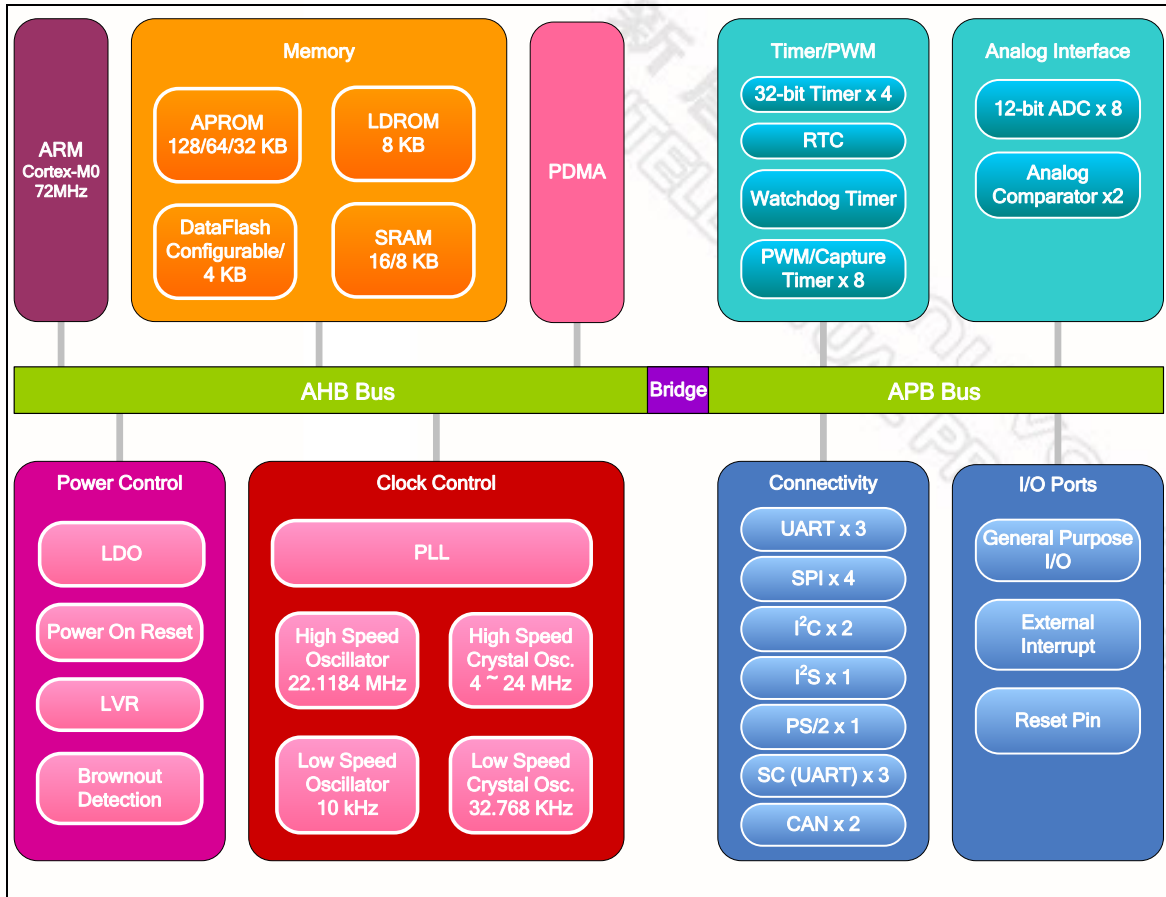 ARM
Cortex-M0
72MHz
Memory
APROM
128/64/32 KB
LDROM
8 KB
DataFlash
Configurable/
4 KB
SRAM
16/8 KB
PDMA
Timer/PWM
32-bit Timer x 4
RTC
Watchdog Timer
PWM/Capture
Timer x 8
Analog Interface
12-bit ADC x 8
Analog
Comparator x2
AHB Bus
Bridge
APB Bus
Power Control
LDO
Power On Reset
LVR
Brownout
Detection
Clock Control
PLL
High Speed
Oscillator
22.1184 MHz
High Speed
Crystal Osc.
4 ~ 24 MHz
Low Speed
Oscillator
10 kHz
Low Speed
Crystal Osc.
32.768 KHz
Connectivity
UART x 3
SPI x 4
I²C x 2
I²S x 1
PS/2 x 1
SC (UART) x 3
CAN x 2
I/O Ports
General Purpose
I/O
External
Interrupt
Reset Pin